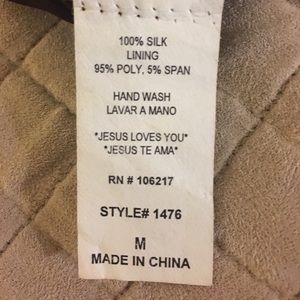 100% SILK
LINING
95% POLY, 5% SPAN
HAND WASH
LAVAR A MANO
*JESUS LOVES YOU*
*JESUS TE AMA*
RN # 106217
STYLE# 1476
M
MADE IN CHINA